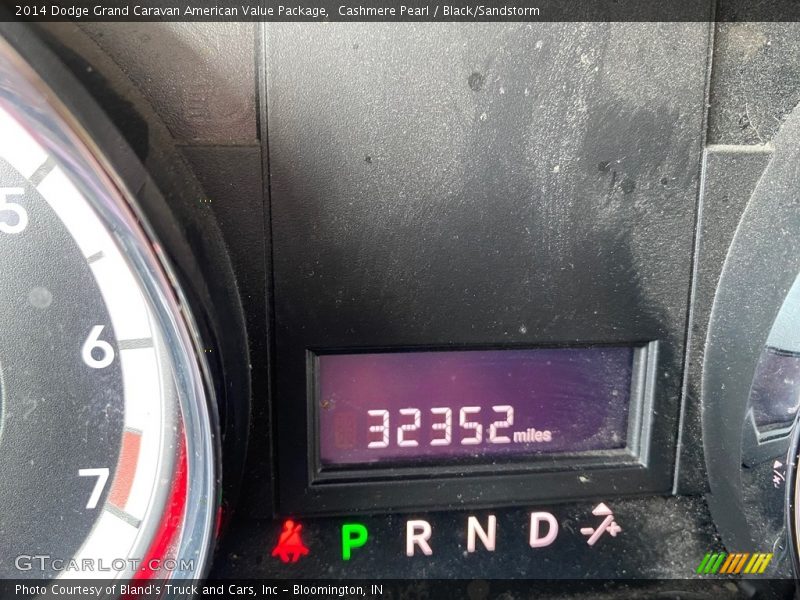 2014 Dodge Grand Caravan American Value Package,  Cashmere Pearl / Black/Sandstorm
5
6
7
32352 miles
P R N D +/-
GTCARLOT.COM
Photo Courtesy of Bland's Truck and Cars, Inc – Bloomington, IN